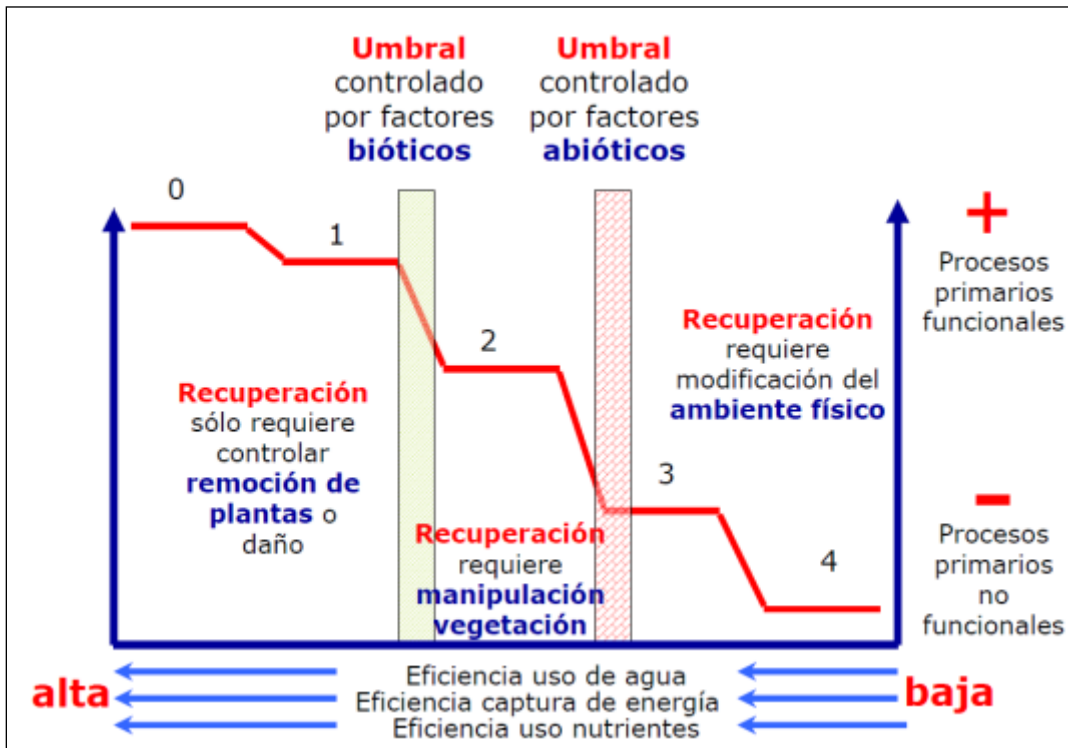 Umbral
controlado
por factores
bióticos
Umbral
controlado
por factores
abióticos
0
1
2
3
4
Recuperación
sólo requiere
controlar
remoción de
plantas o
daño
Recuperación
requiere
manipulación
vegetación
Recuperación
requiere
modificación del
ambiente físico
+
Procesos
primarios
funcionales
-
Procesos
primarios
no
funcionales
alta
Eficiencia uso de agua
Eficiencia captura de energía
Eficiencia uso nutrientes
baja